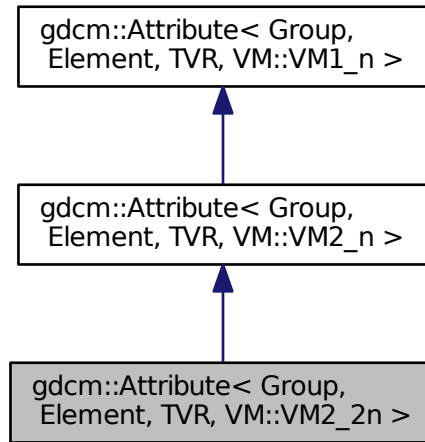 gdcm::Attribute< Group,
Element, TVR, VM::VM1_n >
gdcm::Attribute< Group,
Element, TVR, VM::VM2_n >
gdcm::Attribute< Group,
Element, TVR, VM::VM2_2n >